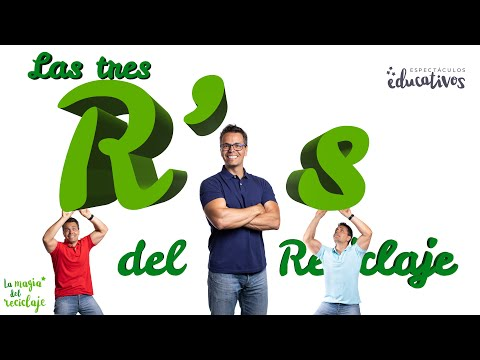 Las tres
R's
del Reciclaje
ESPECTÁCULOS
educativos
La magia
del
reciclaje